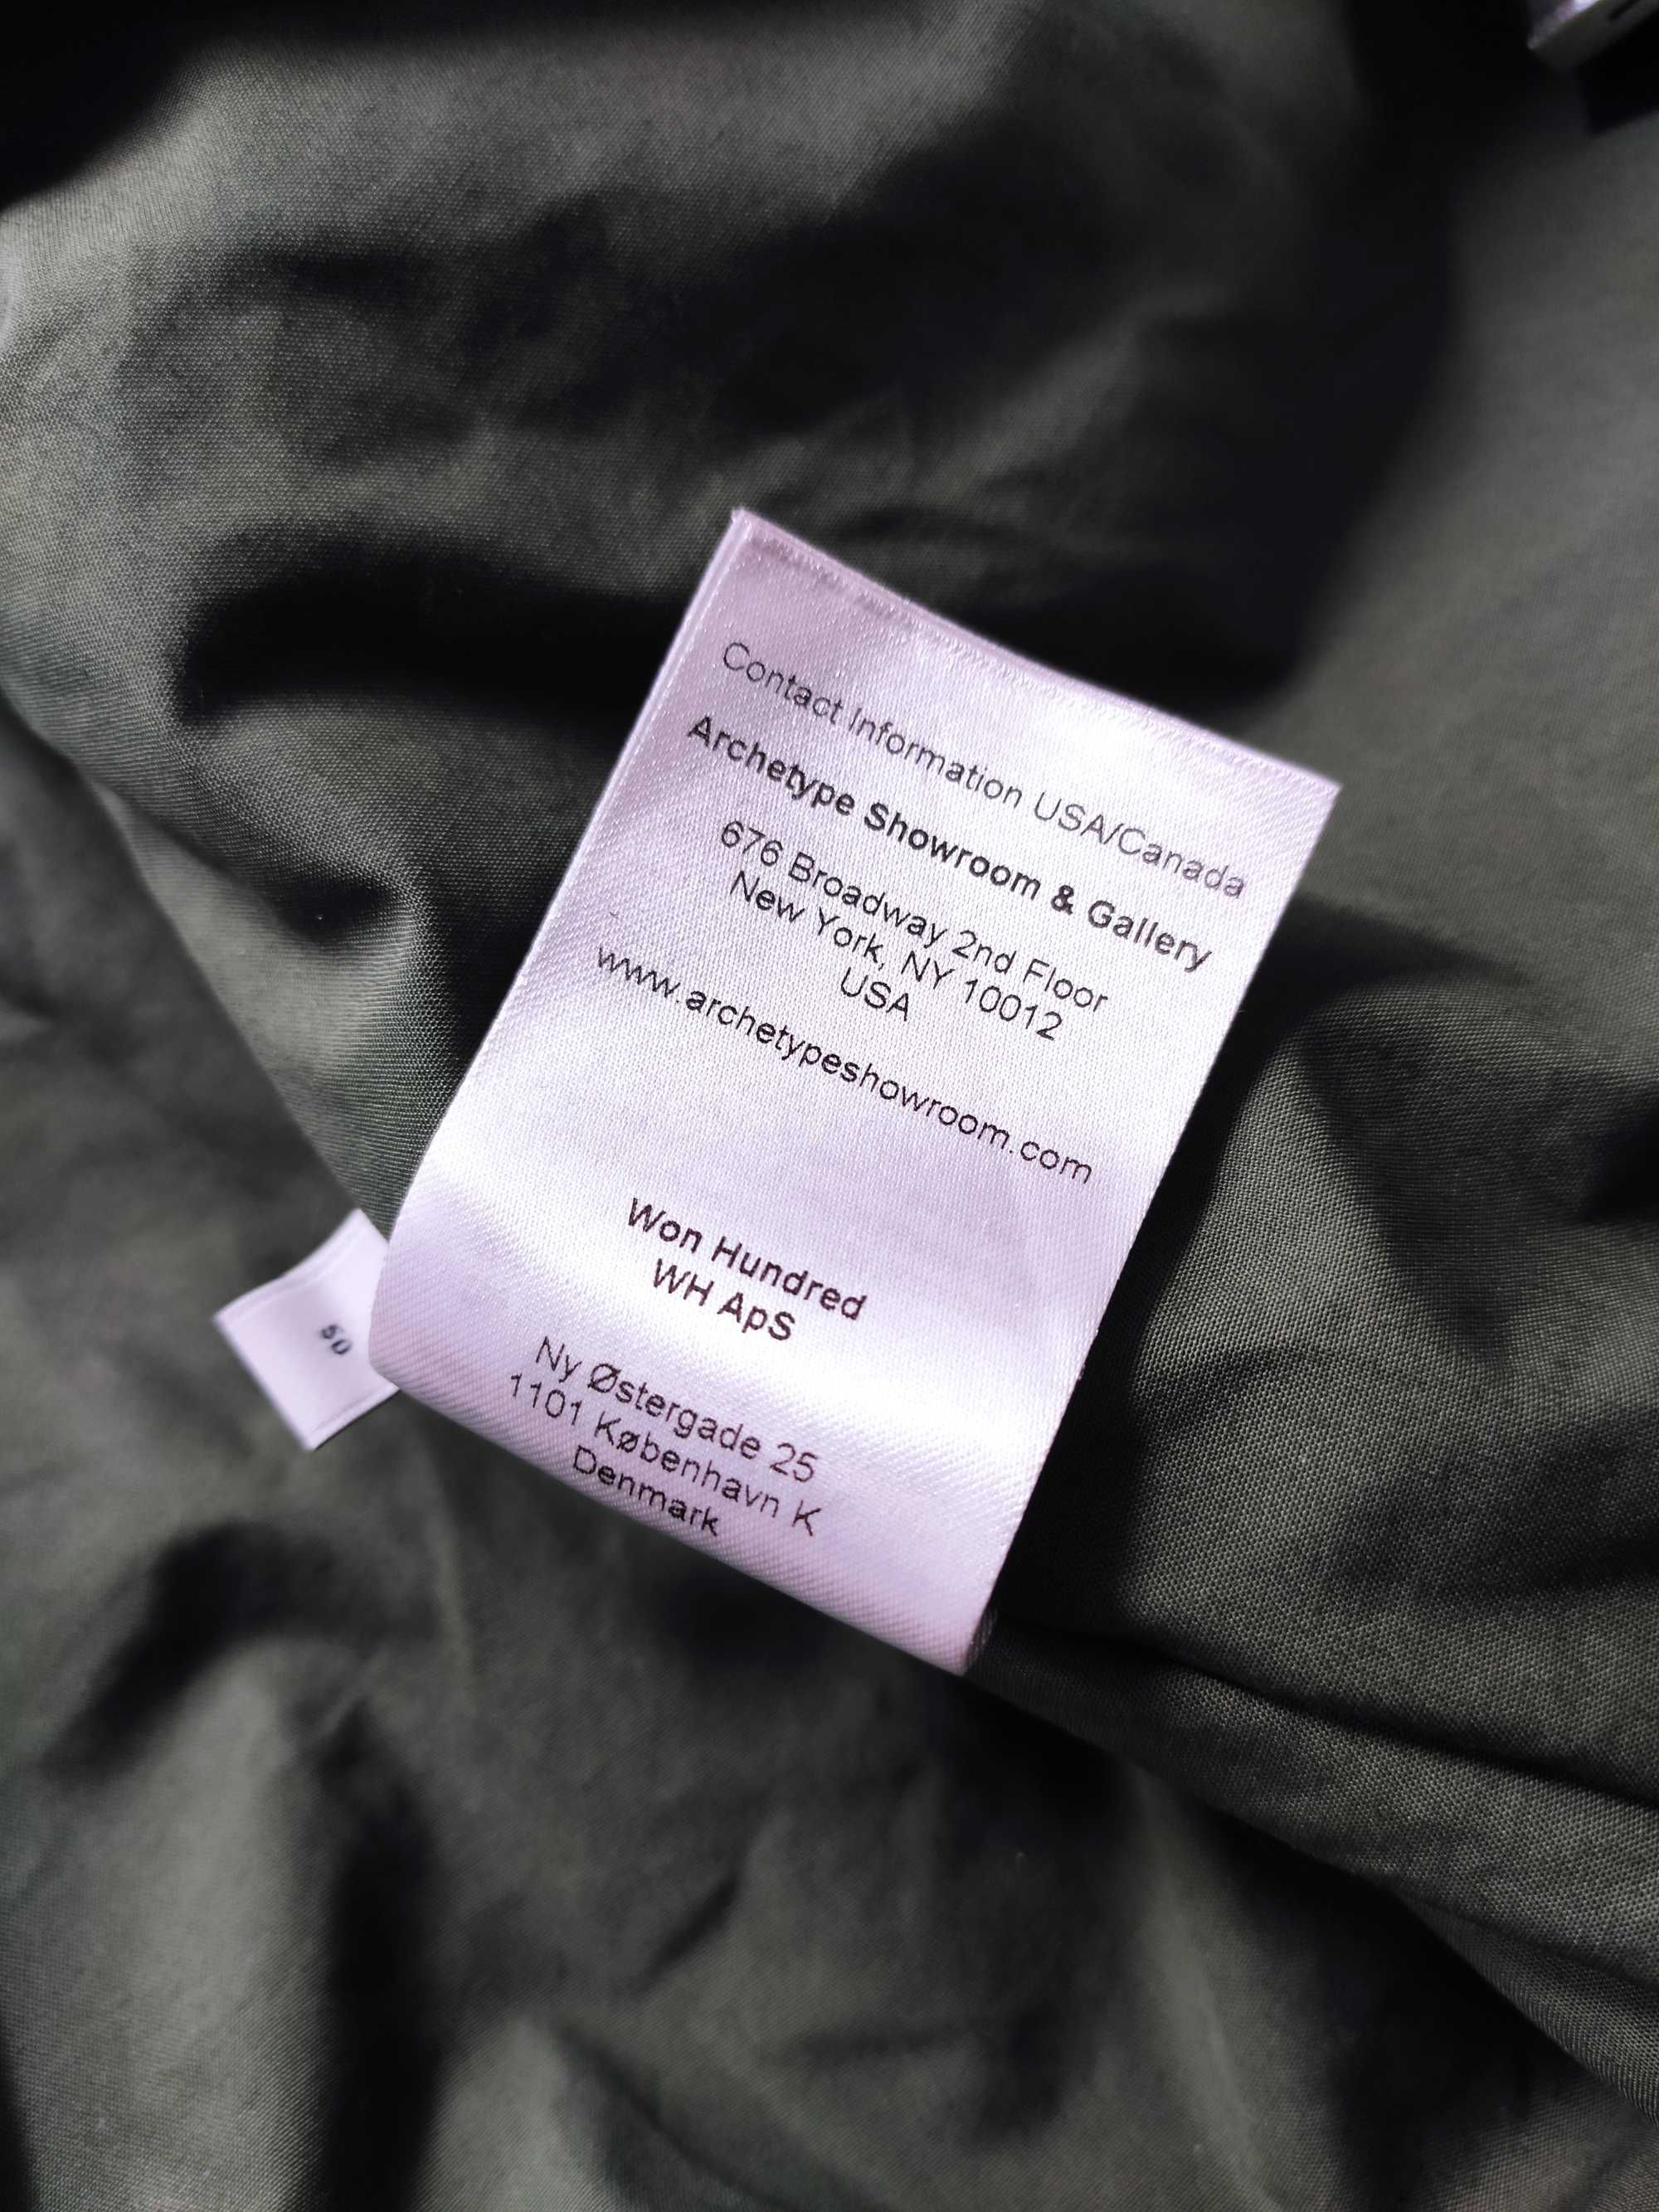 Contact Information USA/Canada
Archetype Showroom & Gallery
676 Broadway 2nd Floor
New York, NY 10012
USA
www.archetypeshowroom.com
Won Hundred
WH ApS
Ny Østergade 25
1101 København K
Denmark
50